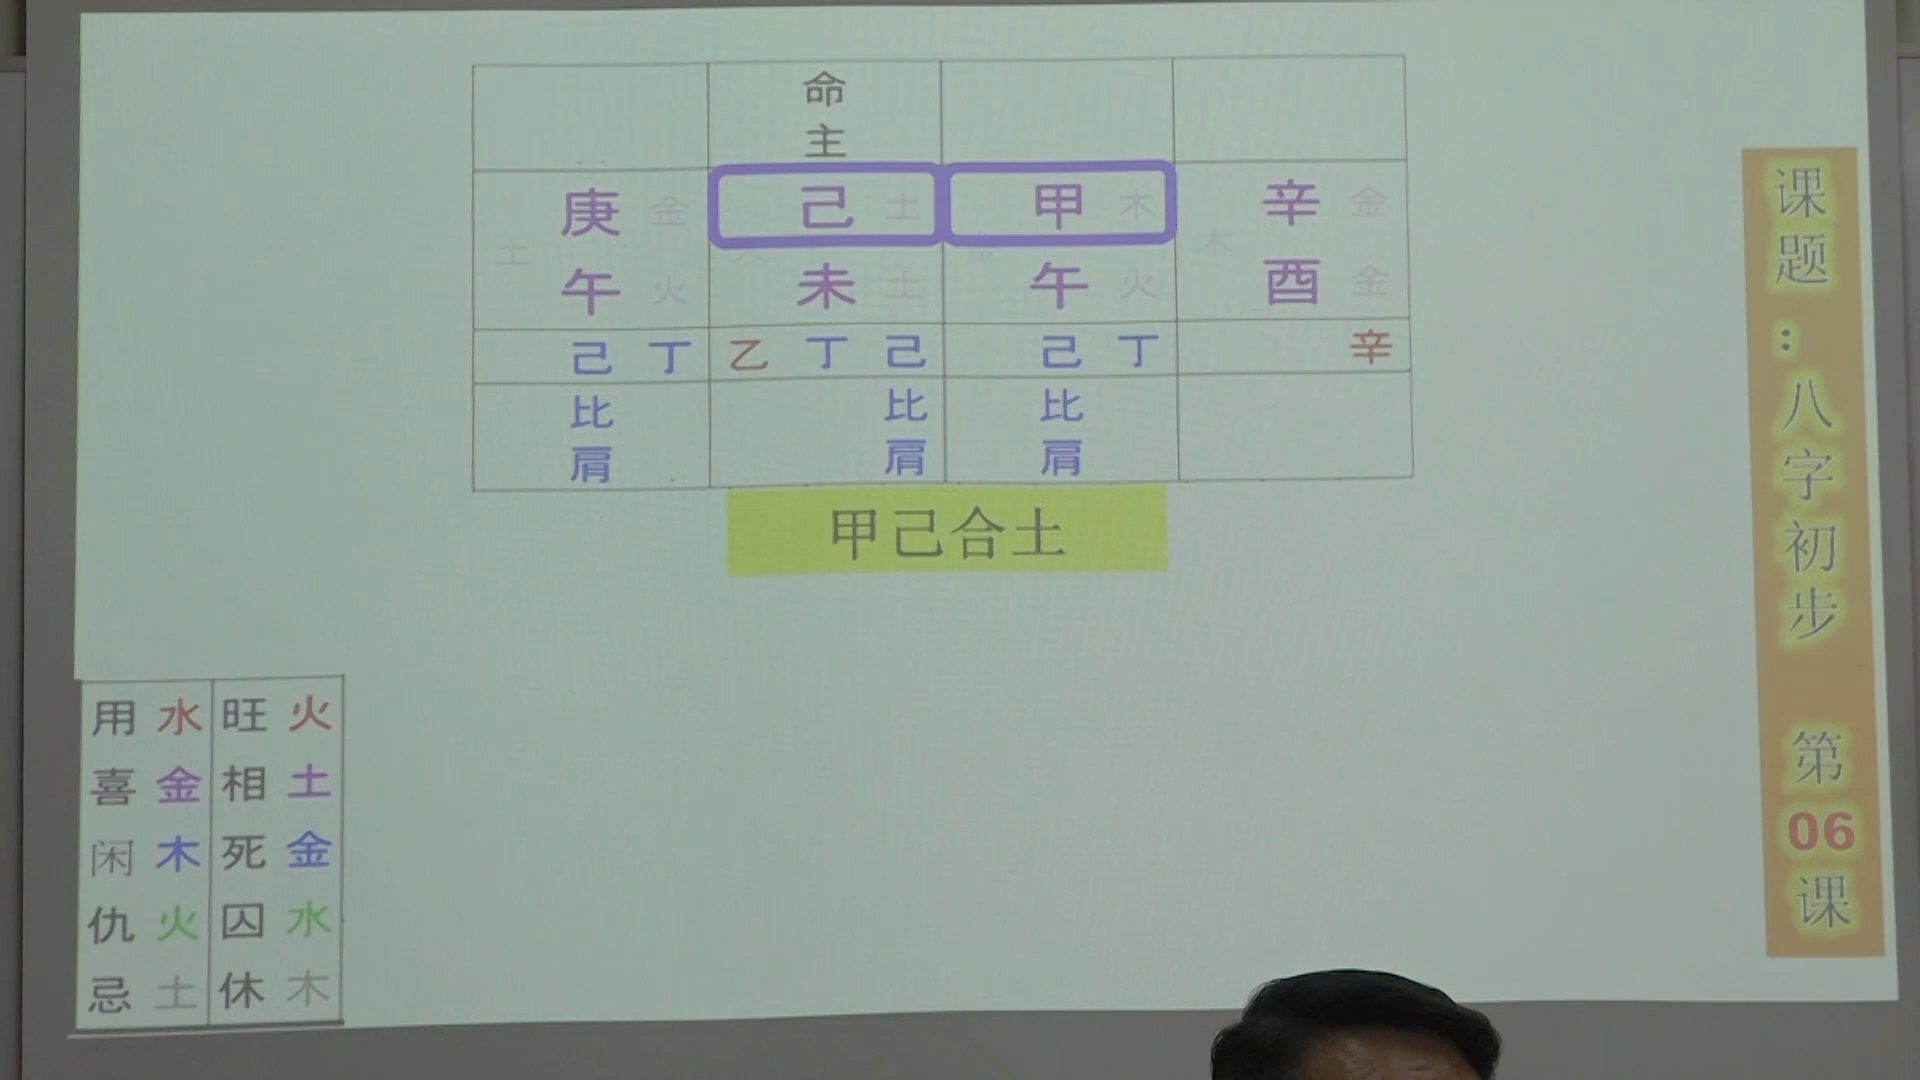 命
主
庚 金 己 土 甲 木 辛 金
土 木
午 火 未 土 午 火 酉 金
己 丁 乙 丁 己 己 丁 辛
比 比 比
肩 肩 肩
甲己合土
用 水 旺 火
喜 金 相 土
闲 木 死 金
仇 火 囚 水
忌 土 休 木
课题:八字初步 第06课